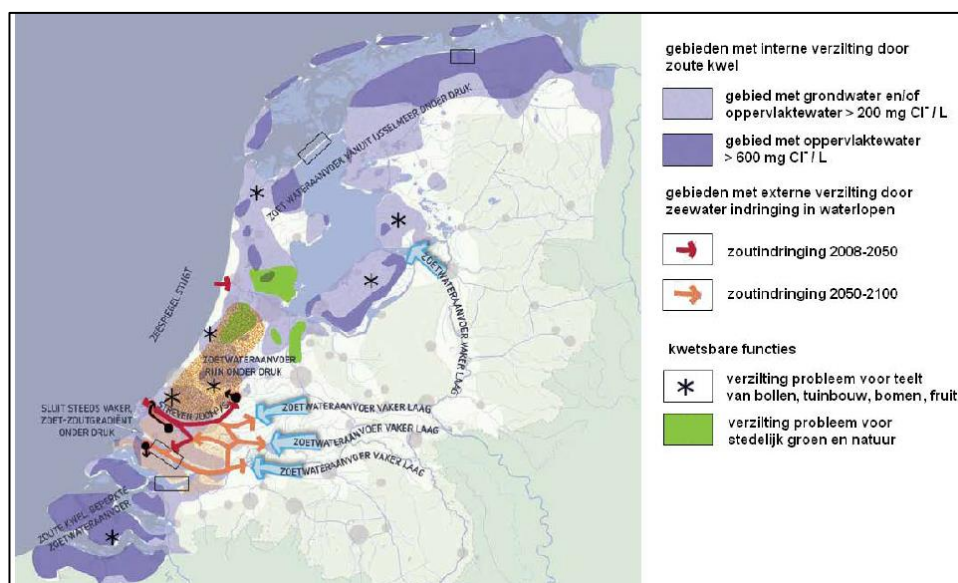 ZOET WATERAANVOER VANUIT IJSSELMEER ONDER DRUK
ZEESPIEGEL STIJGT
ZOETWATERAANVOER VAKER LAAG
ZOETWATERAANVOER
RIJN ONDER DRUK
SLUIT STEEDS VAKER,
ZOET-ZOUTGRADIËNT
ONDER DRUK
ZOETWATERAANVOER VAKER LAAG
ZOETWATERAANVOER VAKER LAAG
ZOETWATERAANVOER VAKER LAAG
ZOUTE KWEL, BEPERKTE
ZOETWATERAANVOER
gebieden met interne verzilting door
zoute kwel
gebied met grondwater en/of
oppervlaktewater > 200 mg Cl⁻/ L
gebied met oppervlaktewater
> 600 mg Cl⁻/ L
gebieden met externe verzilting door
zeewater indringing in waterlopen
zoutindringing 2008-2050
zoutindringing 2050-2100
kwetsbare functies
verzilting probleem voor teelt
van bollen, tuinbouw, bomen, fruit
verzilting probleem voor
stedelijk groen en natuur